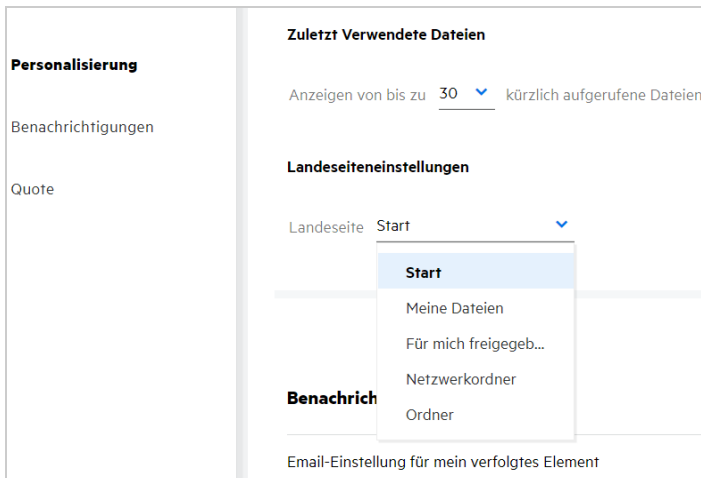 Personalisierung
Benachrichtigungen
Quote
Zuletzt Verwendete Dateien
Anzeigen von bis zu 30 kürzlich aufgerufene Dateien
Landeseiteneinstellungen
Landeseite Start
Start
Meine Dateien
Für mich freigegeb...
Netzwerkordner
Ordner
Benachrich
Email-Einstellung für mein verfolgtes Element